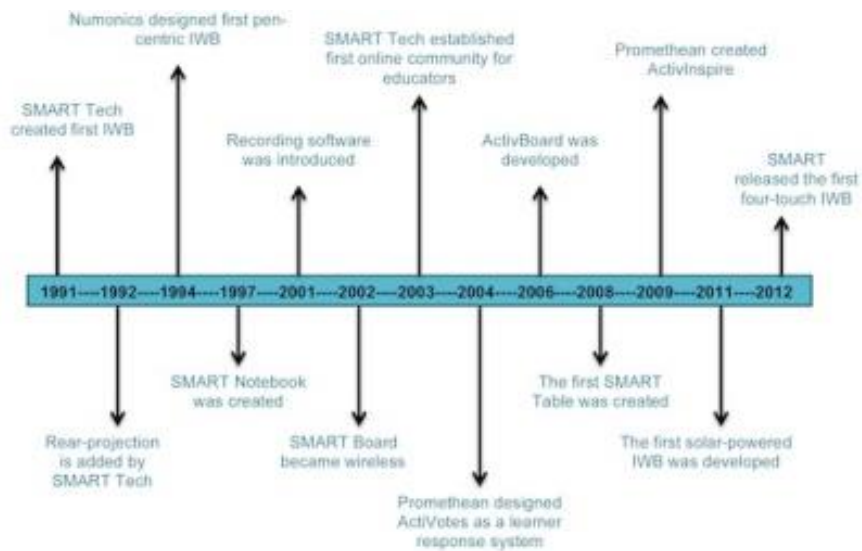 Numonics designed first pen-
centric IWB
SMART Tech established
first online community for
educators
Promethean created
ActivInspire
SMART Tech
created first IWB
Recording software
was introduced
ActivBoard was
developed
SMART
released the first
four-touch IWB
1991----1992----1994----1997----2001----2002----2003----2004----2006----2008----2009----2011----2012
SMART Notebook
was created
The first SMART
Table was created
Rear-projection
is added by
SMART Tech
SMART Board
became wireless
The first solar-powered
IWB was developed
Promethean designed
ActiVotes as a learner
response system